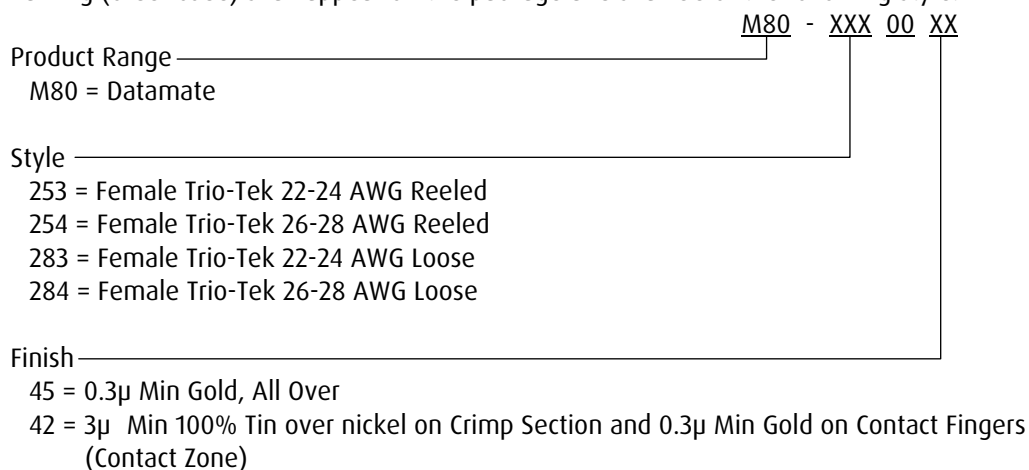 M80 - XXX 00 XX
Product Range
M80 = Datamate
Style
253 = Female Trio-Tek 22-24 AWG Reeled
254 = Female Trio-Tek 26-28 AWG Reeled
283 = Female Trio-Tek 22-24 AWG Loose
284 = Female Trio-Tek 26-28 AWG Loose
Finish
45 = 0.3µ Min Gold, All Over
42 = 3µ Min 100% Tin over nickel on Crimp Section and 0.3µ Min Gold on Contact Fingers
(Contact Zone)